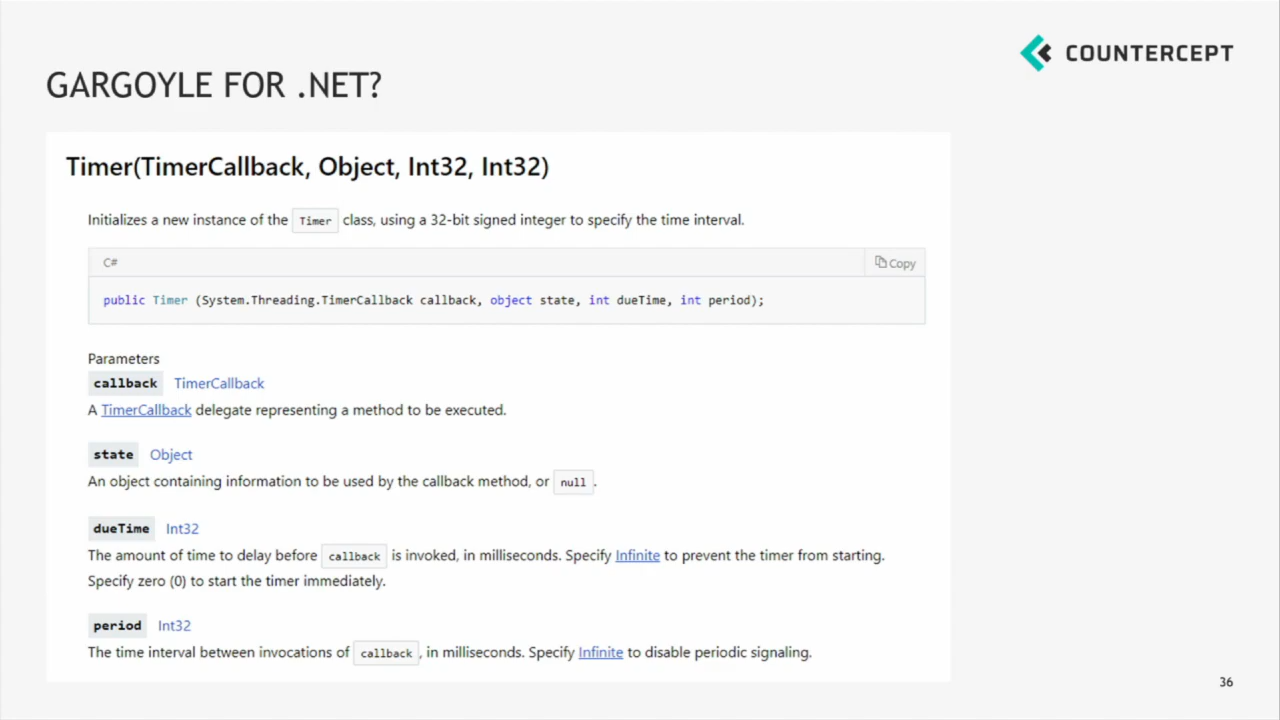 COUNTERCEPT
GARGOYLE FOR .NET?
Timer(TimerCallback, Object, Int32, Int32)
Initializes a new instance of the Timer class, using a 32-bit signed integer to specify the time interval.
C#
Copy
public Timer (System.Threading.TimerCallback callback, object state, int dueTime, int period);
Parameters
callback TimerCallback
A TimerCallback delegate representing a method to be executed.
state Object
An object containing information to be used by the callback method, or null.
dueTime Int32
The amount of time to delay before callback is invoked, in milliseconds. Specify Infinite to prevent the timer from starting.
Specify zero (0) to start the timer immediately.
period Int32
The time interval between invocations of callback, in milliseconds. Specify Infinite to disable periodic signaling.
36